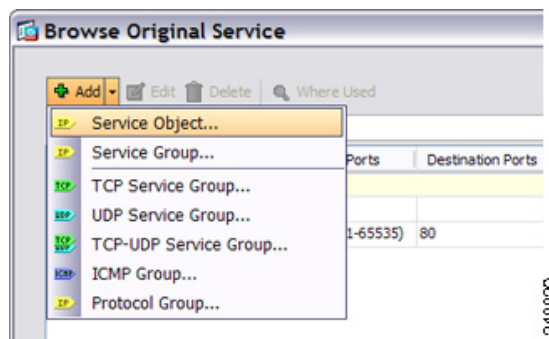 Browse Original Service
Add Edit Delete Where Used
Service Object...
Service Group...
Ports Destination Ports
TCP Service Group...
UDP Service Group...
TCP-UDP Service Group...
1-65535) 80
ICMP Group...
Protocol Group...